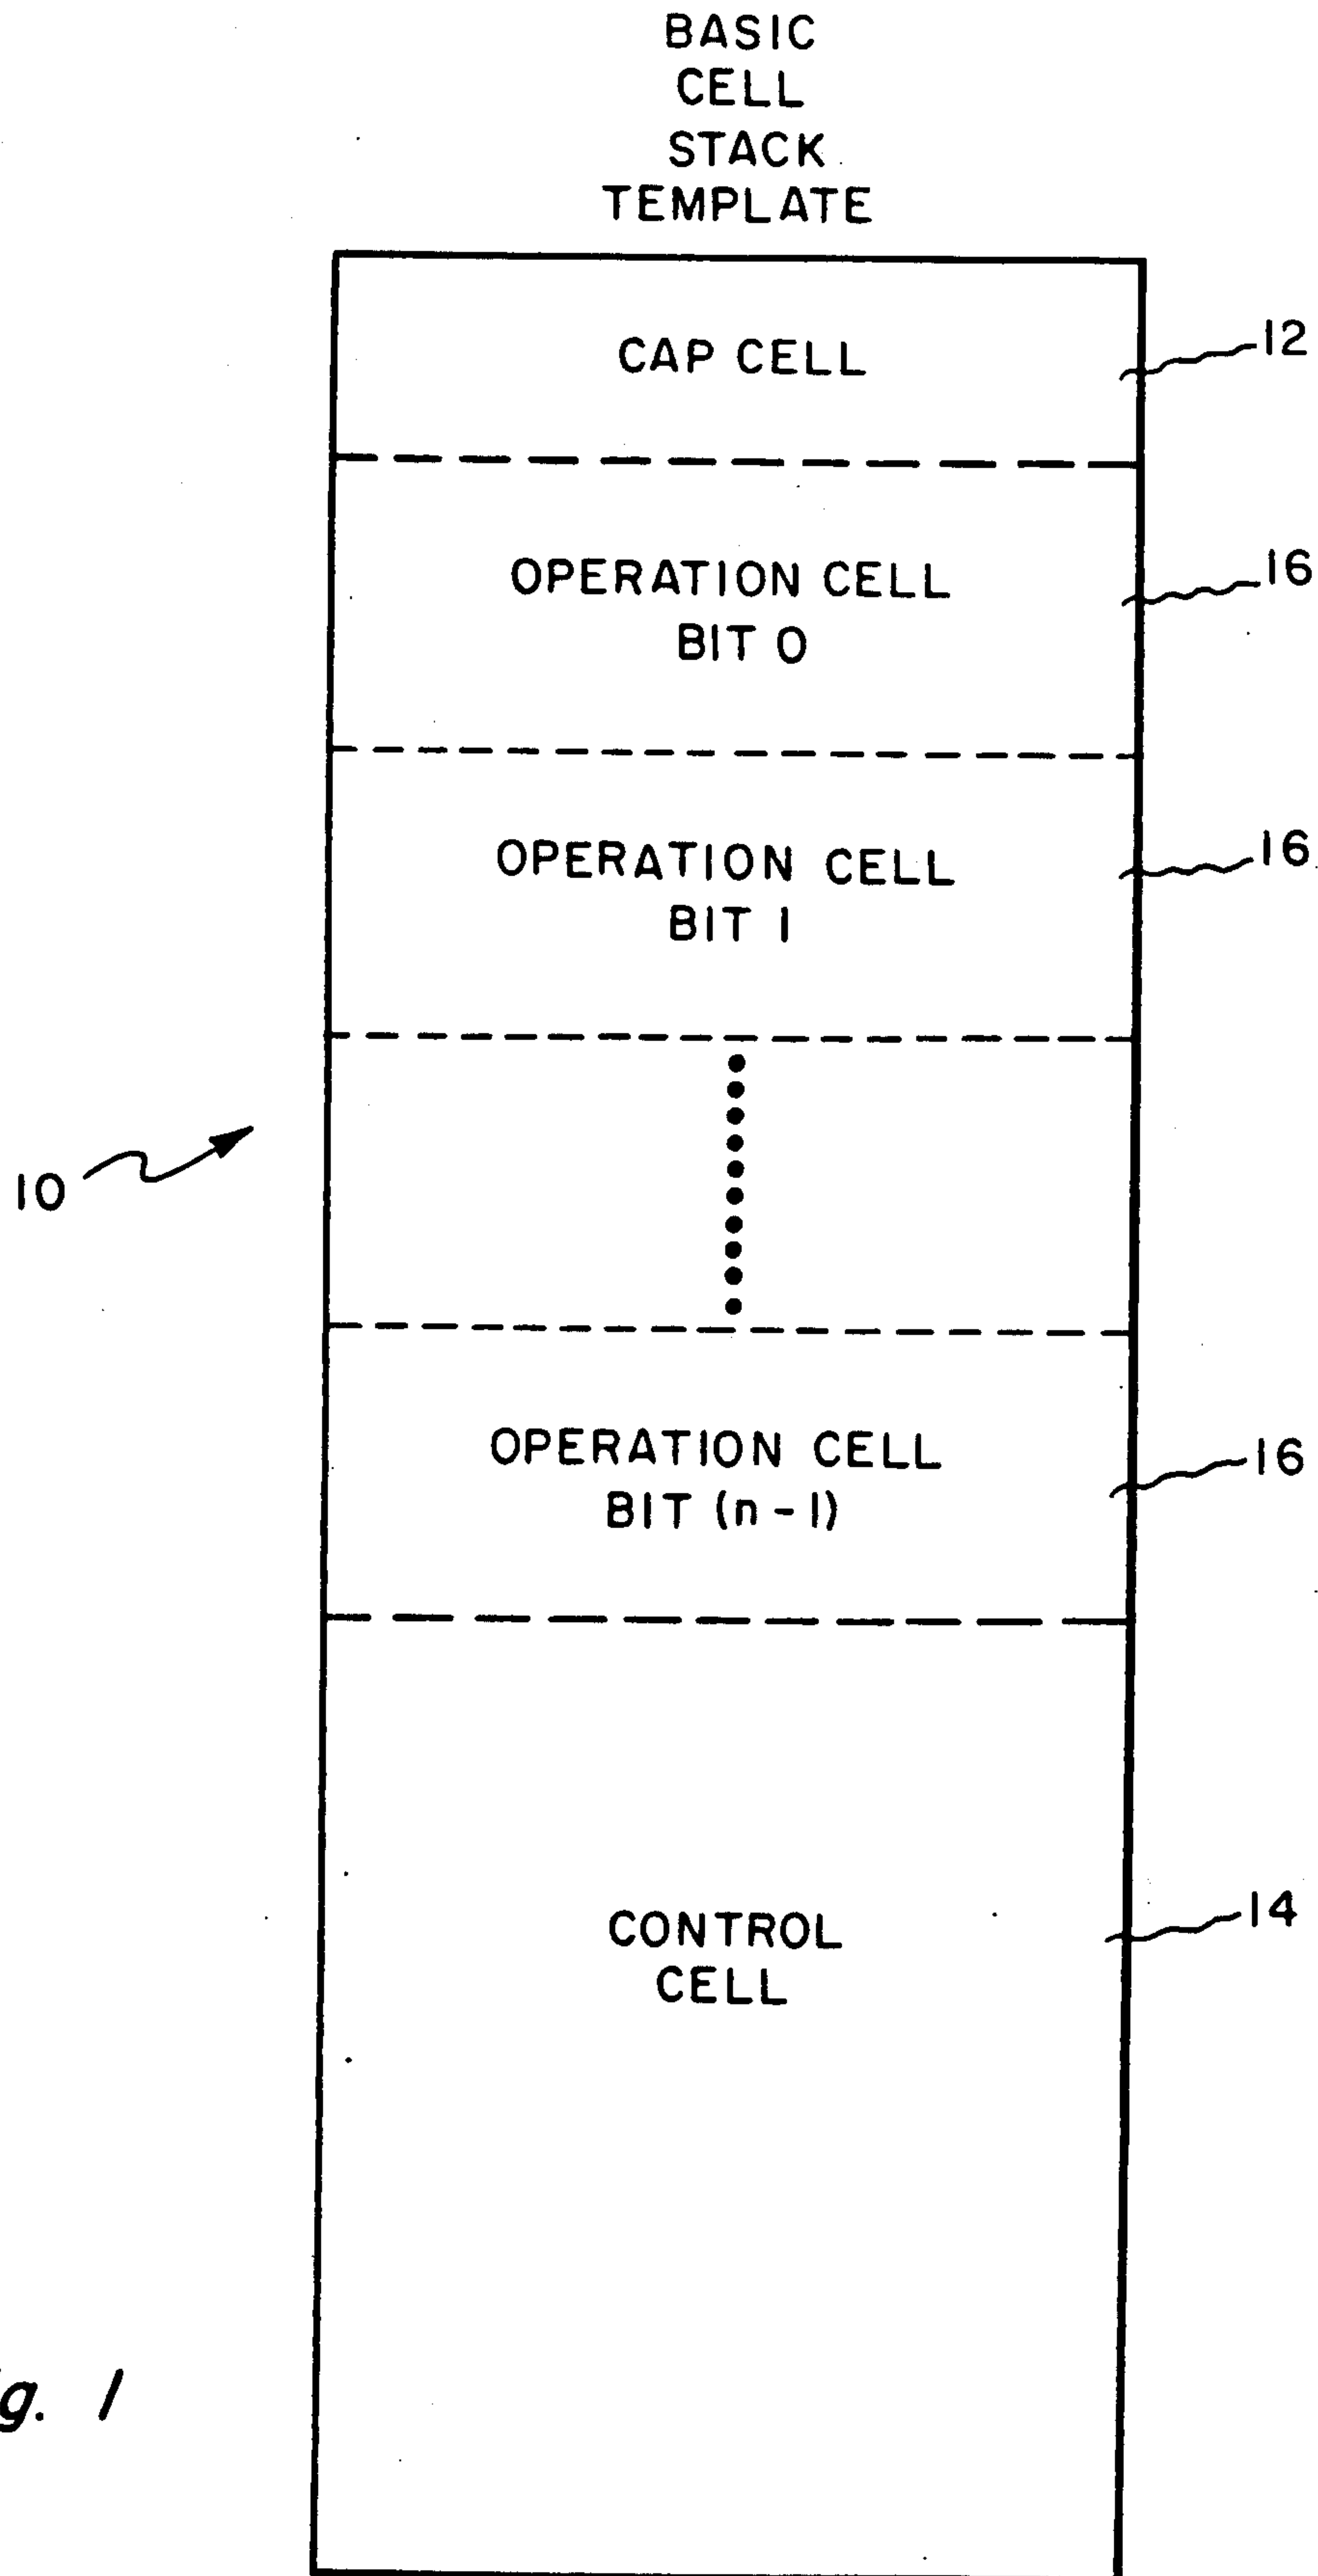 BASIC
CELL
STACK
TEMPLATE
CAP CELL
12
OPERATION CELL
BIT 0
16
OPERATION CELL
BIT 1
16
10
OPERATION CELL
BIT (n-1)
16
CONTROL
CELL
14
g. 1